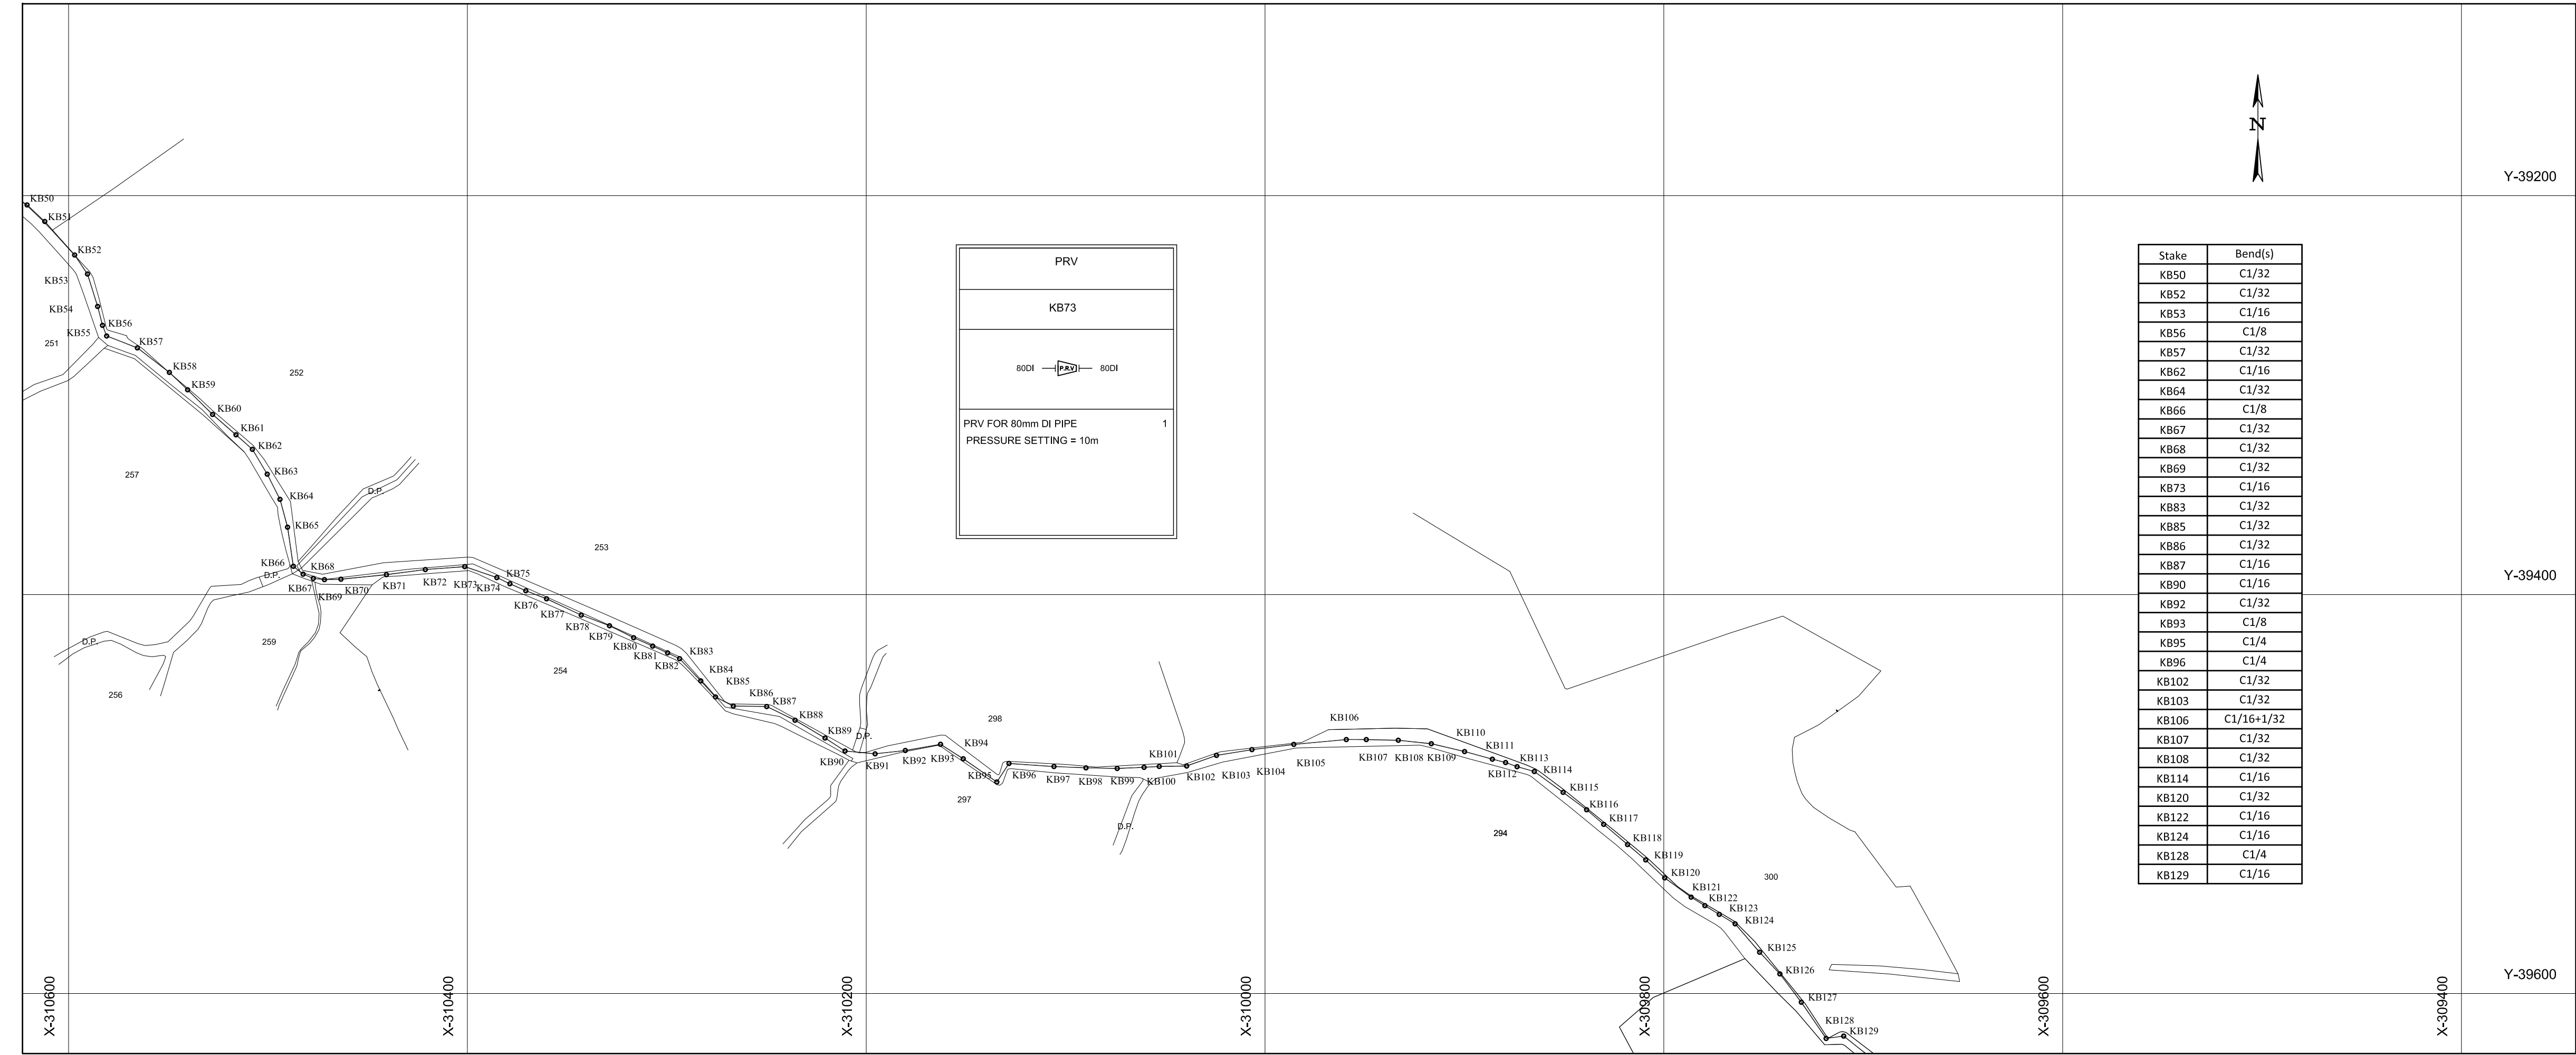 N
Y-39200
Y-39400
Y-39600
X-310600
X-310400
X-310200
X-310000
X-309800
X-309600
X-309400
KB50
KB51
KB52
KB53
KB54
KB55
KB56
KB57
KB58
KB59
KB60
KB61
KB62
KB63
KB64
KB65
KB66
KB67
KB68
KB69
KB70
KB71
KB72
KB73
KB74
KB75
KB76
KB77
KB78
KB79
KB80
KB81
KB82
KB83
KB84
KB85
KB86
KB87
KB88
KB89
KB90
KB91
KB92
KB93
KB94
KB95
KB96
KB97
KB98
KB99
KB100
KB101
KB102
KB103
KB104
KB105
KB106
KB107
KB108
KB109
KB110
KB111
KB112
KB113
KB114
KB115
KB116
KB117
KB118
KB119
KB120
KB121
KB122
KB123
KB124
KB125
KB126
KB127
KB128
KB129
251
252
257
253
259
256
254
298
297
294
300
D.P.
D.P.
D.P.
D.P.
D.P.
PRV
KB73
80DI P.R.V 80DI
PRV FOR 80mm DI PIPE 1
PRESSURE SETTING = 10m
Stake Bend(s)
KB50 C1/32
KB52 C1/32
KB53 C1/16
KB56 C1/8
KB57 C1/32
KB62 C1/16
KB64 C1/32
KB66 C1/8
KB67 C1/32
KB68 C1/32
KB69 C1/32
KB73 C1/16
KB83 C1/32
KB85 C1/32
KB86 C1/32
KB87 C1/16
KB90 C1/16
KB92 C1/32
KB93 C1/8
KB95 C1/4
KB96 C1/4
KB102 C1/32
KB103 C1/32
KB106 C1/16+1/32
KB107 C1/32
KB108 C1/32
KB114 C1/16
KB120 C1/32
KB122 C1/16
KB124 C1/16
KB128 C1/4
KB129 C1/16